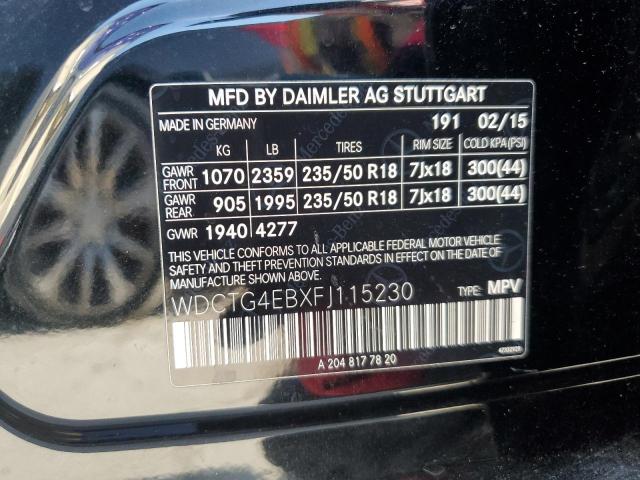 MFD BY DAIMLER AG STUTTGART
MADE IN GERMANY 191 02/15
KG LB TIRES RIM SIZE COLD KPA (PSI)
GAWR FRONT 1070 2359 235/50 R18 7Jx18 300(44)
GAWR REAR 905 1995 235/50 R18 7Jx18 300(44)
GVWR 1940 4277
THIS VEHICLE CONFORMS TO ALL APPLICABLE FEDERAL MOTOR VEHICLE
SAFETY AND THEFT PREVENTION STANDARDS IN EFFECT ON THE DATE
OF MANUFACTURE SHOWN ABOVE.
WDCTG4EBXFJ115230 TYPE: MPV
A 204 817 78 20